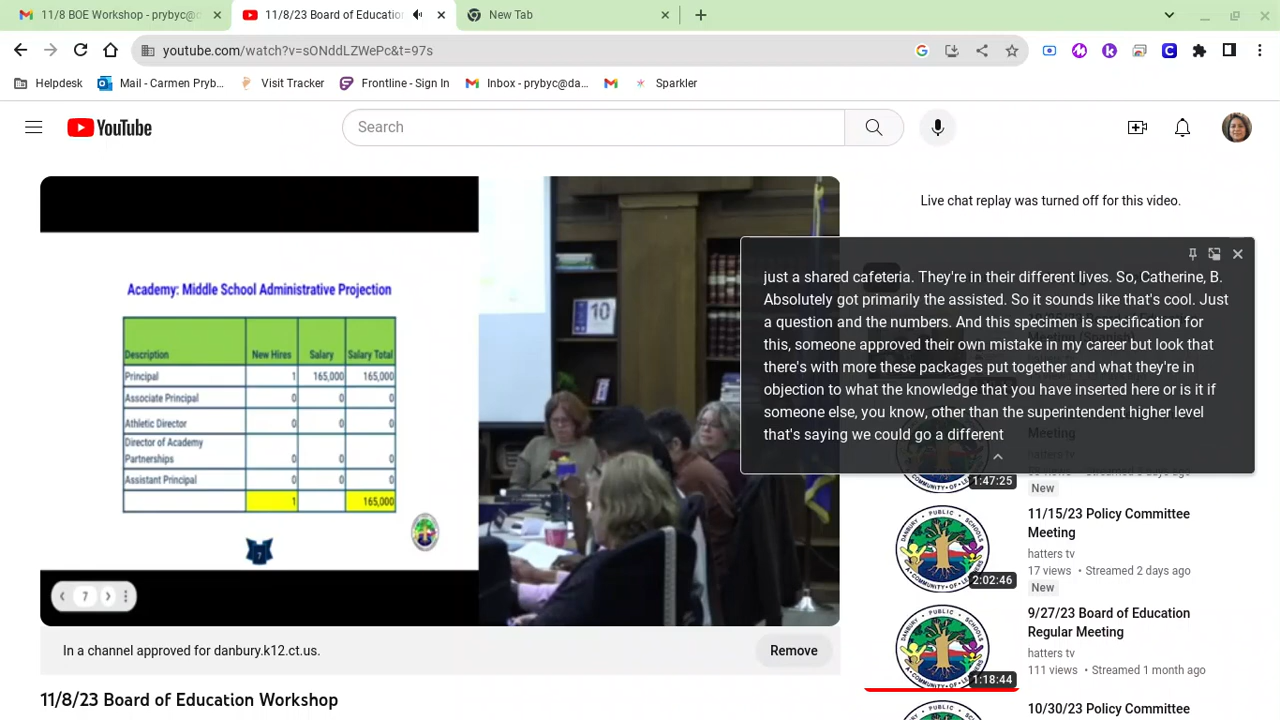 11/8 BOE Workshop - prybyc@d
11/8/23 Board of Education
New Tab
youtube.com/watch?v=sONddLZWePc&t=97s
Helpdesk
Mail - Carmen Pryb...
Visit Tracker
Frontline - Sign In
Inbox - prybyc@da...
Sparkler
YouTube
Search
Live chat replay was turned off for this video.
Academy: Middle School Administrative Projection
Description New Hires Salary Salary Total
Principal 1 165,000 165,000
Associate Principal 0 0
Athletic Director 0 0
Director of Academy
Partnerships 0 0
Assistant Principal 0 0
1 165,000
7
7
10
just a shared cafeteria. They're in their different lives. So, Catherine, B.
Absolutely got primarily the assisted. So it sounds like that's cool. Just
a question and the numbers. And this specimen is specification for
this, someone approved their own mistake in my career but look that
there's with more these packages put together and what they're in
objection to what the knowledge that you have inserted here or is it if
someone else, you know, other than the superintendent higher level
that's saying we could go a different
Meeting
hatters tv
1:47:25
New
11/15/23 Policy Committee
Meeting
hatters tv
17 views • Streamed 2 days ago
New
2:02:46
9/27/23 Board of Education
Regular Meeting
hatters tv
111 views • Streamed 1 month ago
1:18:44
10/30/23 Policy Committee
In a channel approved for danbury.k12.ct.us.
Remove
11/8/23 Board of Education Workshop